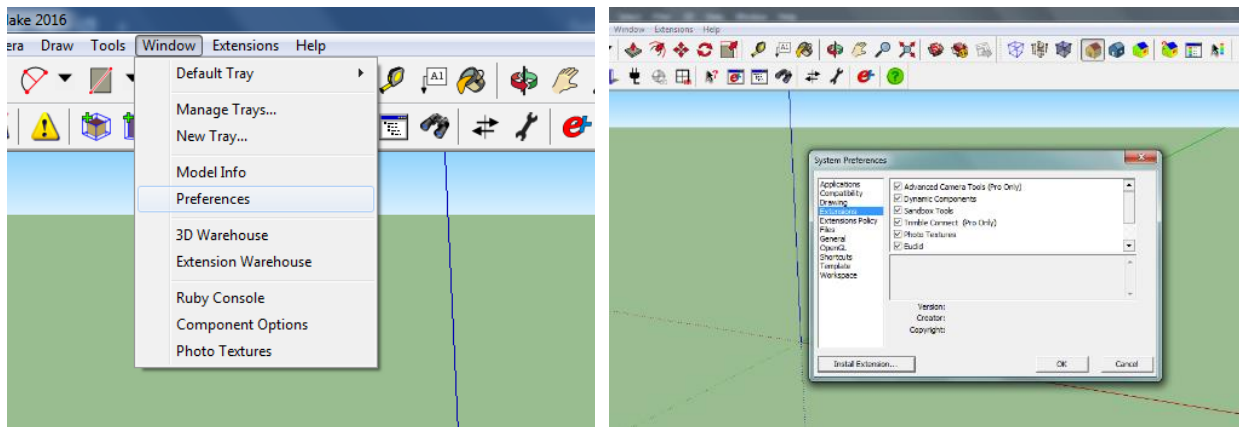 lake 2016
era Draw Tools Window Extensions Help
A1
Default Tray
Manage Trays...
New Tray...
Model Info
Preferences
3D Warehouse
Extension Warehouse
Ruby Console
Component Options
Photo Textures
Window Extensions Help
System Preferences
Applications
Compatibility
Drawing
Extensions
Extensions Policy
Files
General
OpenGL
Shortcuts
Template
Workspace
Advanced Camera Tools (Pro Only)
Dynamic Components
Sandbox Tools
Trimble Connect (Pro Only)
Photo Textures
Euclid
Version:
Creator:
Copyright:
Install Extension...
OK Cancel